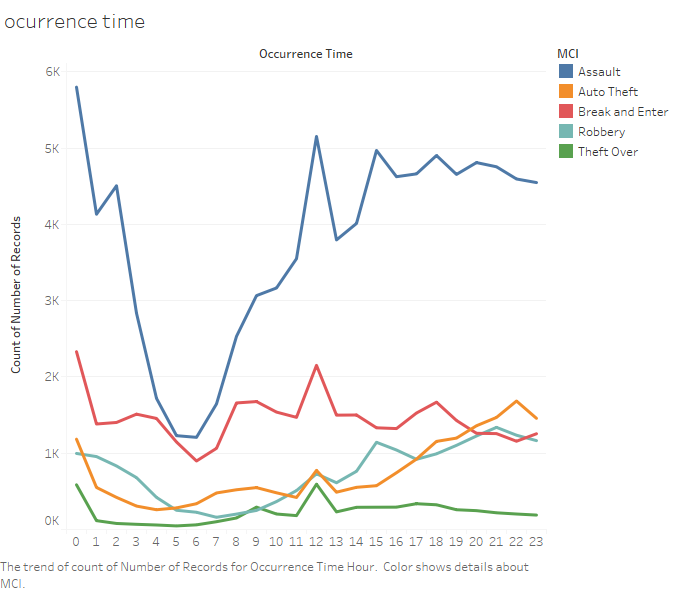 ocurrence time
Occurrence Time
MCI
Assault
Auto Theft
Break and Enter
Robbery
Theft Over
Count of Number of Records
6K
5K
4K
3K
2K
1K
0K
0 1 2 3 4 5 6 7 8 9 10 11 12 13 14 15 16 17 18 19 20 21 22 23
The trend of count of Number of Records for Occurrence Time Hour. Color shows details about
MCI.